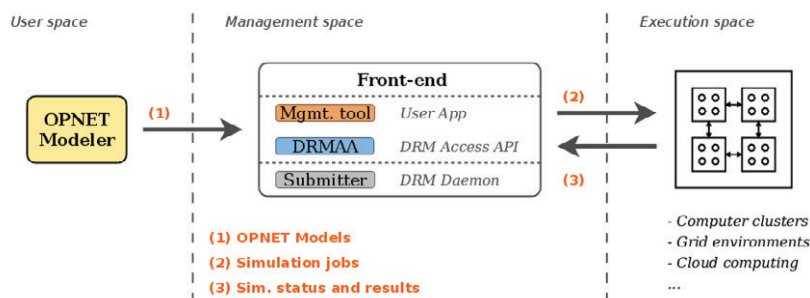 User space
Management space
Execution space
Front-end
OPNET
Modeler
(1)
Mgmt. tool
User App
(2)
DRMAA
DRM Access API
Submitter
DRM Daemon
(3)
(1) OPNET Models
(2) Simulation jobs
(3) Sim. status and results
- Computer clusters
- Grid environments
- Cloud computing
...